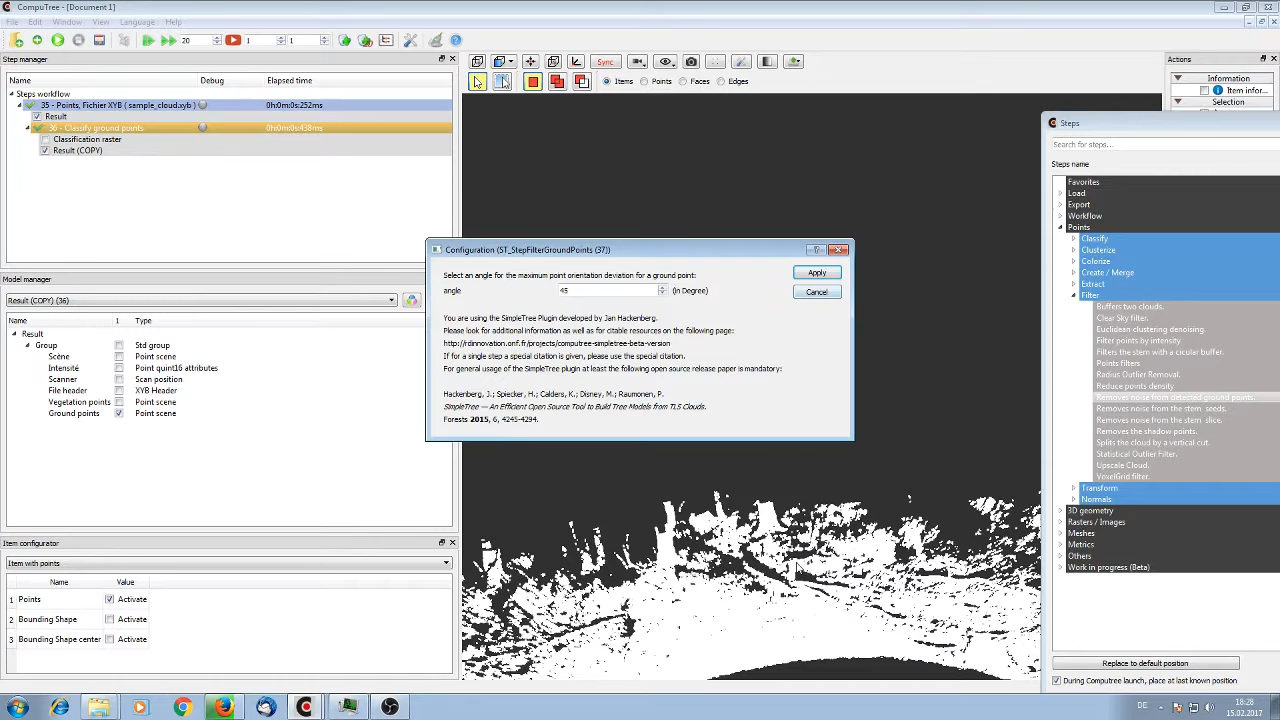 CompuTree - [Document 1]
File Edit Window View Language Help
20 1 1
Step manager
Name Debug Elapsed time
Steps workflow
35 - Points, Fichier XYB ( sample_cloud.xyb ) 0h:0m:0s:252ms
Result
36 - Classify ground points 0h:0m:0s:438ms
Classification raster
Result (COPY)
Model manager
Result (COPY) (36)
Name 1 Type
Result
Group Std group
Scène Point scene
Intensité Point quint16 attributes
Scanner Scan position
File header XYB Header
Vegetation points Point scene
Ground points Point scene
Item configurator
Item with points
Name Value
1 Points Activate
2 Bounding Shape Activate
3 Bounding Shape center Activate
Sync
Items Points Faces Edges
Configuration (ST_StepFilterGroundPoints (37))
Select an angle for the maximum point orientation deviation for a ground point:
angle 45 (in Degree)
Apply
Cancel
You are using the SimpleTree Plugin developed by Jan Hackenberg.
Please look for additional information as well as for citable resources on the following page:
http://rdinnovation.onf.fr/projects/computree-simpletree-beta-version
If for a single step a special citation is given, please use the special citation.
For general usage of the SimpleTree plugin at least the following open source release paper is mandatory:
Hackenberg, J.; Spiecker, H.; Calders, K.; Disney, M.; Raumonen, P.
SimpleTree — An Efficient Open Source Tool to Build Tree Models from TLS Clouds.
Forests 2015, 6, 4245-4294.
Actions
Information
Item infor...
Selection
Steps
Search for steps...
Steps name
Favorites
Load
Export
Workflow
Points
Classify
Clusterize
Colorize
Create / Merge
Extract
Filter
Buffers two clouds.
Clear Sky filter.
Euclidean clustering denoising.
Filter points by intensity
Filters the stem with a cicular buffer.
Points filters
Radius Outlier Removal.
Reduce points density
Removes noise from detected ground points.
Removes noise from the stem seeds.
Removes noise from the stem slice.
Removes the shadow points.
Splits the cloud by a vertical cut.
Statistical Outlier Filter.
Upscale Cloud.
VoxelGrid filter.
Transform
Normals
3D geometry
Rasters / Images
Meshes
Metrics
Others
Work in progress (Beta)
Replace to default position
During Computree launch, place at last known position
DE 18:28
15.02.2017